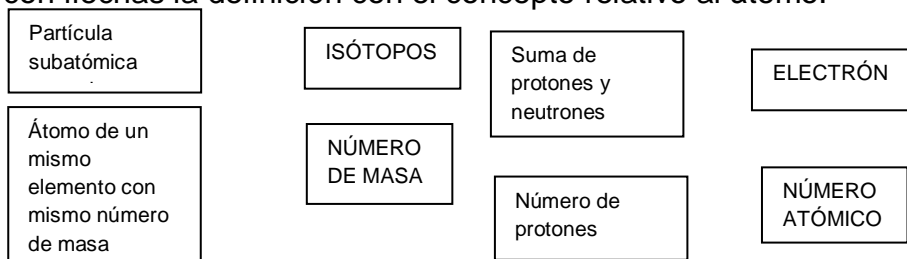 con flechas la definición con el concepto relativo al átomo.
Partícula
subatómica
ISÓTOPOS
Suma de
protones y
neutrones
ELECTRÓN
Átomo de un
mismo
elemento con
mismo número
de masa
NÚMERO
DE MASA
Número de
protones
NÚMERO
ATÓMICO